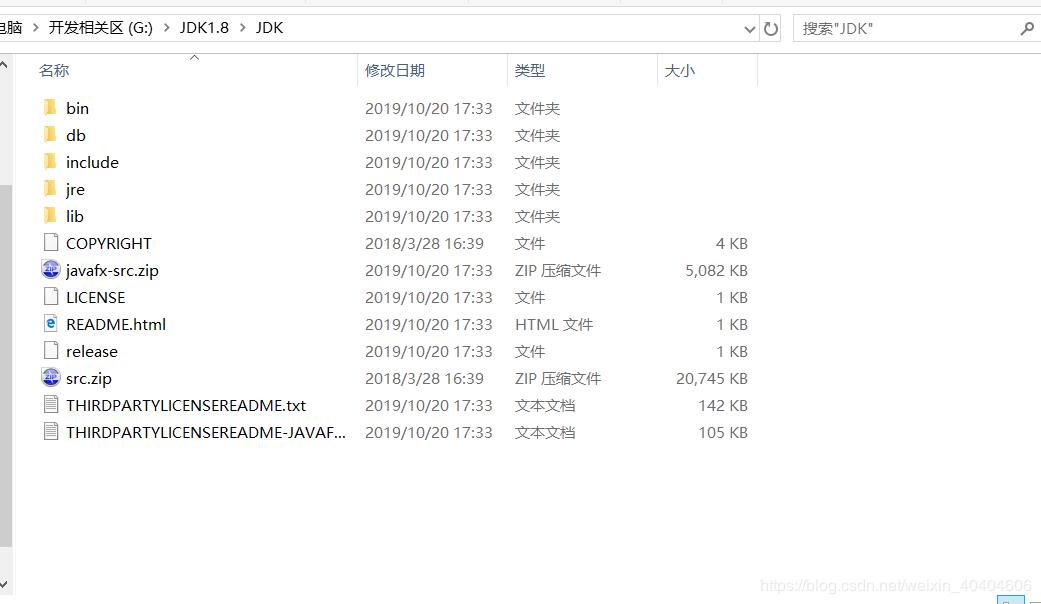 电脑 > 开发相关区 (G:) > JDK1.8 > JDK 搜索"JDK"
名称 修改日期 类型 大小
bin 2019/10/20 17:33 文件夹
db 2019/10/20 17:33 文件夹
include 2019/10/20 17:33 文件夹
jre 2019/10/20 17:33 文件夹
lib 2019/10/20 17:33 文件夹
COPYRIGHT 2018/3/28 16:39 文件 4 KB
javafx-src.zip 2019/10/20 17:33 ZIP 压缩文件 5,082 KB
LICENSE 2019/10/20 17:33 文件 1 KB
README.html 2019/10/20 17:33 HTML 文件 1 KB
release 2019/10/20 17:33 文件 1 KB
src.zip 2018/3/28 16:39 ZIP 压缩文件 20,745 KB
THIRDPARTYLICENSEREADME.txt 2019/10/20 17:33 文本文档 142 KB
THIRDPARTYLICENSEREADME-JAVAF... 2019/10/20 17:33 文本文档 105 KB
https://blog.csdn.net/weixin_40404606